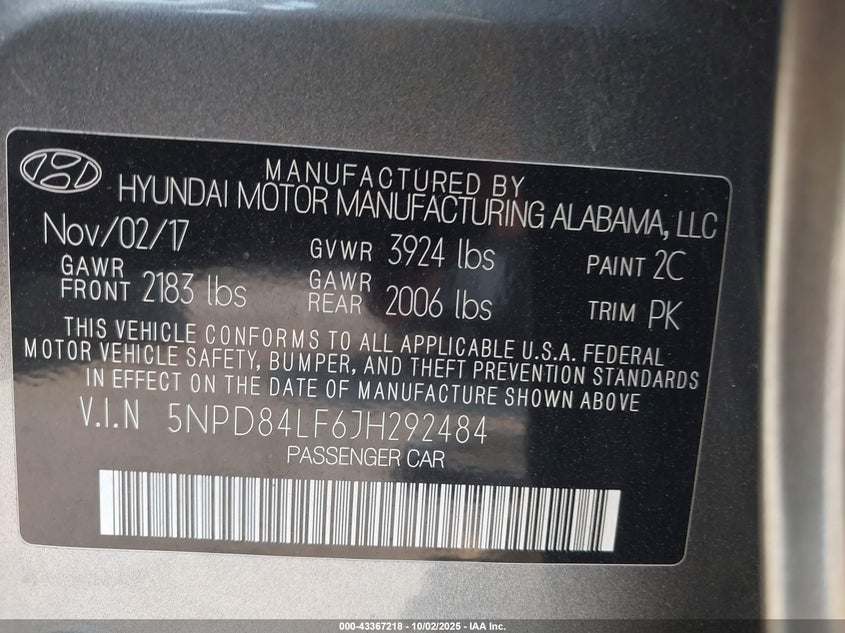 MANUFACTURED BY
HYUNDAI MOTOR MANUFACTURING ALABAMA, LLC
Nov/02/17 GVWR 3924 lbs PAINT 2C
GAWR FRONT 2183 lbs GAWR REAR 2006 lbs TRIM PK
THIS VEHICLE CONFORMS TO ALL APPLICABLE U.S.A. FEDERAL
MOTOR VEHICLE SAFETY, BUMPER, AND THEFT PREVENTION STANDARDS
IN EFFECT ON THE DATE OF MANUFACTURE SHOWN ABOVE
V.I.N 5NPD84LF6JH292484
PASSENGER CAR
000-43367218 - 10/02/2025 - IAA Inc.